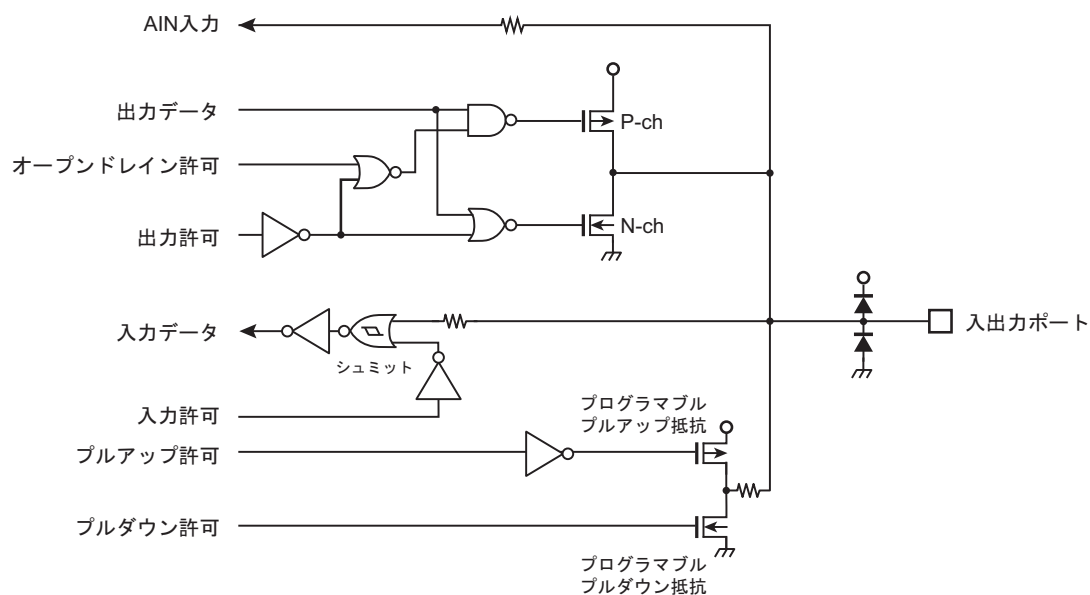 AIN入力
出力データ
P-ch
オープンドレイン許可
出力許可
N-ch
入力データ
シュミット
入出力ポート
入力許可
プログラマブル
プルアップ抵抗
プルアップ許可
プルダウン許可
プログラマブル
プルダウン抵抗